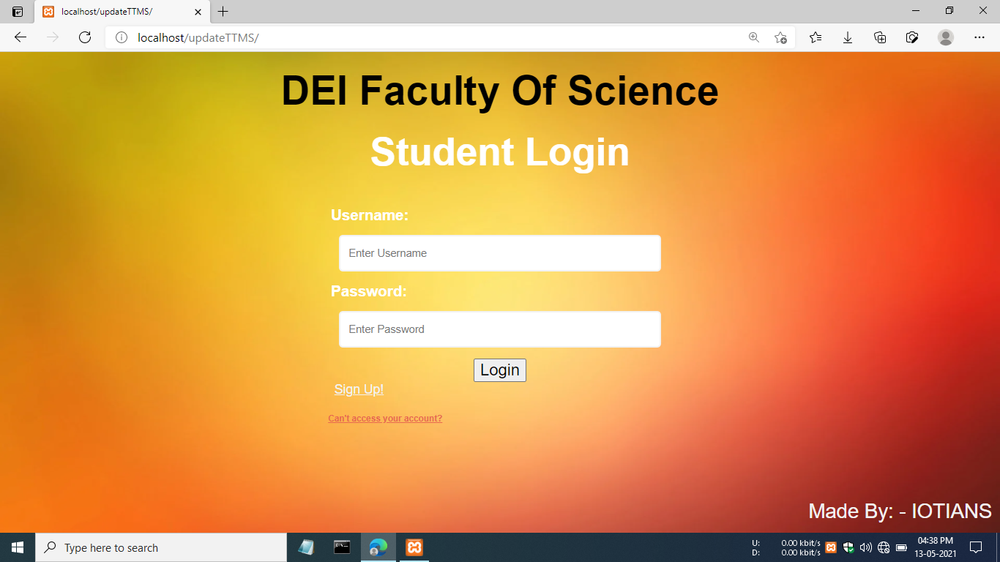 localhost/updateTTMS/
localhost/updateTTMS/
DEI Faculty Of Science
Student Login
Username:
Enter Username
Password:
Enter Password
Login
Sign Up!
Can't access your account?
Made By: - IOTIANS
Type here to search
U: 0.00 kbit/s
D: 0.00 kbit/s
04:38 PM
13-05-2021